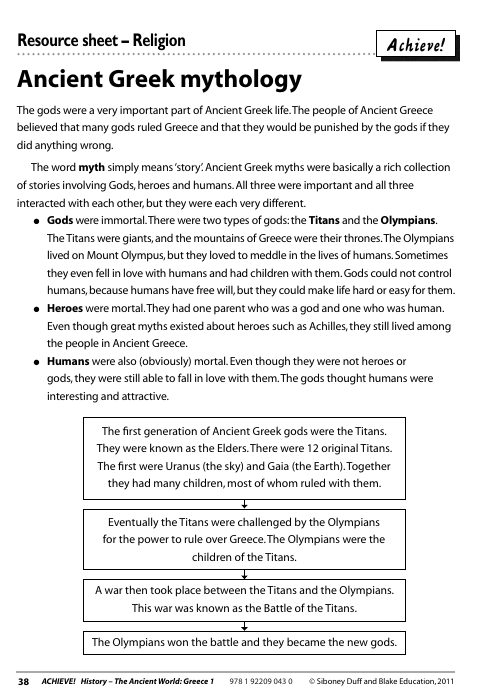 Resource sheet – Religion
Achieve!
Ancient Greek mythology
The gods were a very important part of Ancient Greek life. The people of Ancient Greece
believed that many gods ruled Greece and that they would be punished by the gods if they
did anything wrong.
The word myth simply means ‘story’. Ancient Greek myths were basically a rich collection
of stories involving Gods, heroes and humans. All three were important and all three
interacted with each other, but they were each very different.
● Gods were immortal. There were two types of gods: the Titans and the Olympians.
The Titans were giants, and the mountains of Greece were their thrones. The Olympians
lived on Mount Olympus, but they loved to meddle in the lives of humans. Sometimes
they even fell in love with humans and had children with them. Gods could not control
humans, because humans have free will, but they could make life hard or easy for them.
● Heroes were mortal. They had one parent who was a god and one who was human.
Even though great myths existed about heroes such as Achilles, they still lived among
the people in Ancient Greece.
● Humans were also (obviously) mortal. Even though they were not heroes or
gods, they were still able to fall in love with them. The gods thought humans were
interesting and attractive.
The first generation of Ancient Greek gods were the Titans.
They were known as the Elders. There were 12 original Titans.
The first were Uranus (the sky) and Gaia (the Earth). Together
they had many children, most of whom ruled with them.
Eventually the Titans were challenged by the Olympians
for the power to rule over Greece. The Olympians were the
children of the Titans.
A war then took place between the Titans and the Olympians.
This war was known as the Battle of the Titans.
The Olympians won the battle and they became the new gods.
38 ACHIEVE! History – The Ancient World: Greece 1 978 1 92209 043 0 © Siboney Duff and Blake Education, 2011